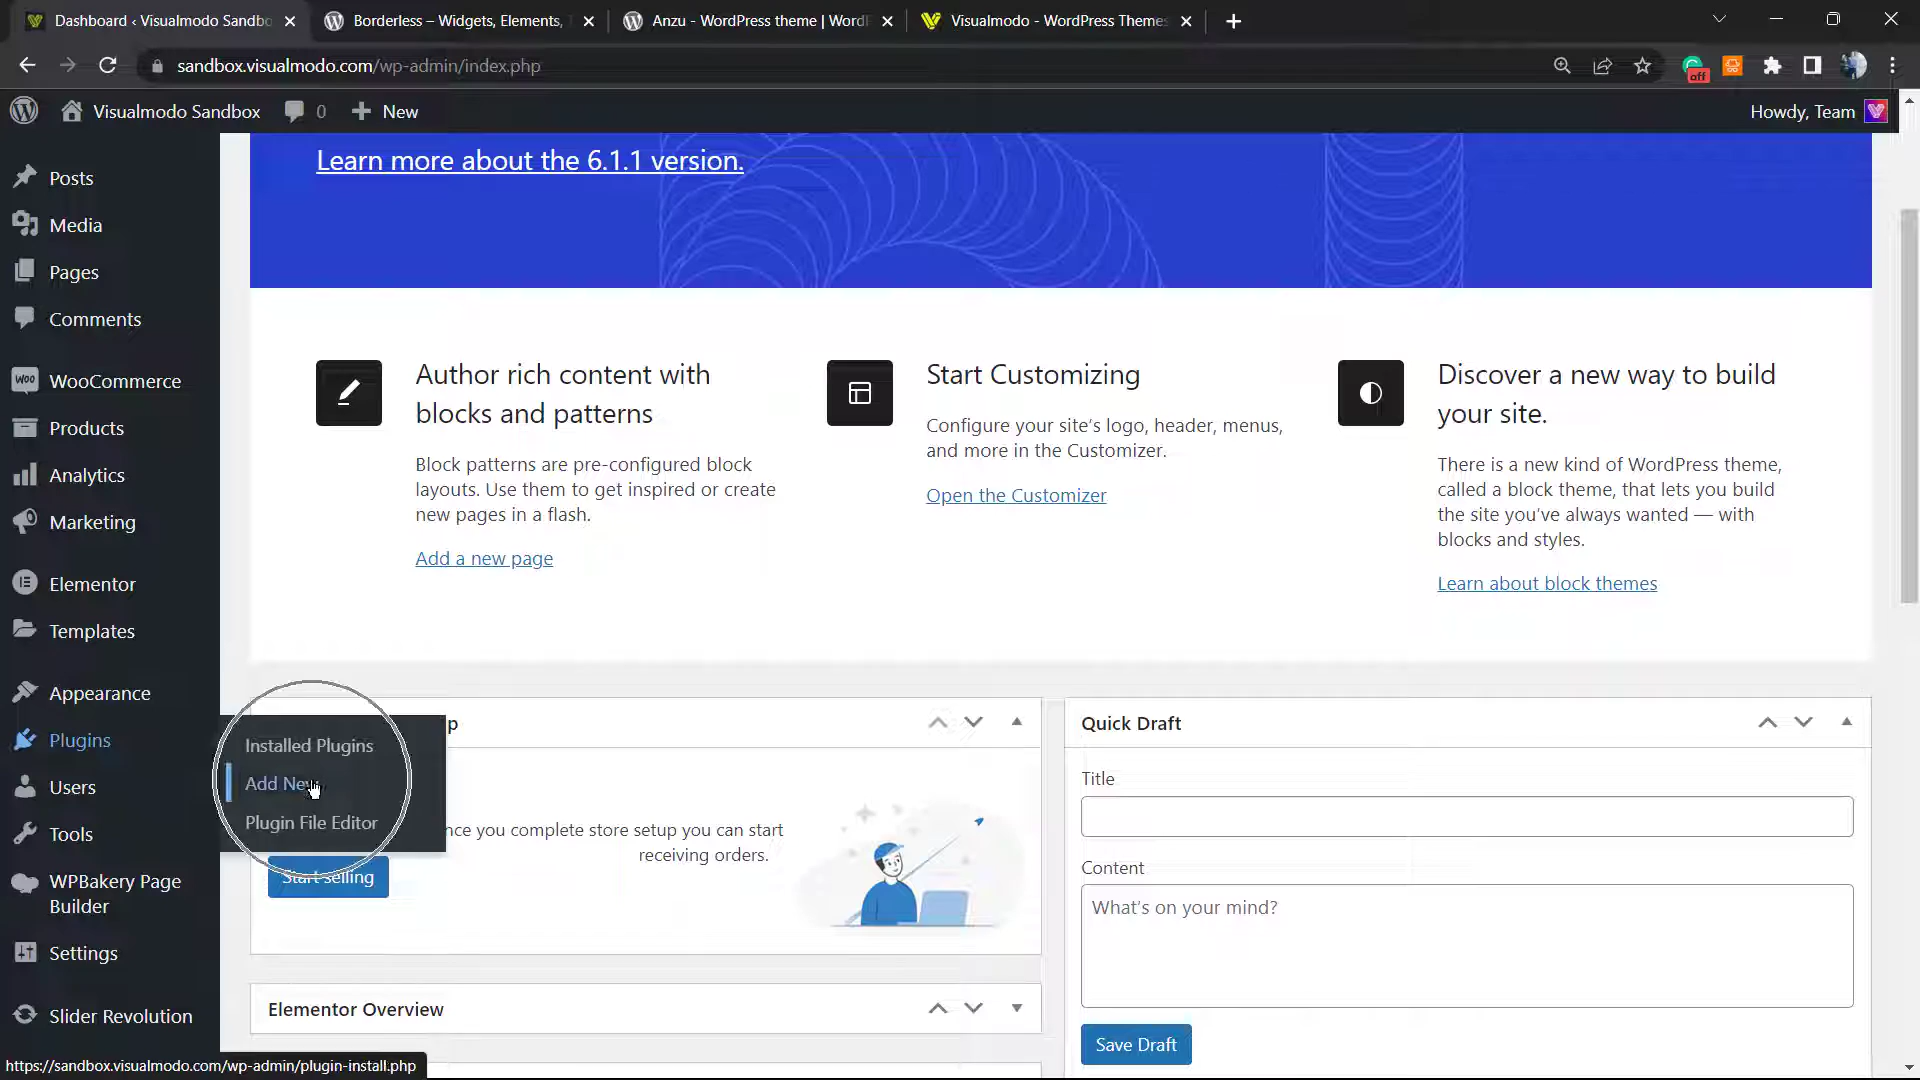 Dashboard ‹ Visualmodo Sandbo
Borderless – Widgets, Elements,
Anzu - WordPress theme | Word
Visualmodo - WordPress Themes
sandbox.visualmodo.com/wp-admin/index.php
off
Visualmodo Sandbox
0
New
Howdy, Team
Learn more about the 6.1.1 version.
Posts
Media
Pages
Comments
WooCommerce
Products
Analytics
Marketing
Elementor
Templates
Appearance
Plugins
Users
Tools
WPBakery Page
Builder
Settings
Slider Revolution
Author rich content with
blocks and patterns
Block patterns are pre-configured block
layouts. Use them to get inspired or create
new pages in a flash.
Add a new page
Start Customizing
Configure your site's logo, header, menus,
and more in the Customizer.
Open the Customizer
Discover a new way to build
your site.
There is a new kind of WordPress theme,
called a block theme, that lets you build
the site you've always wanted — with
blocks and styles.
Learn about block themes
Installed Plugins
Add New
Plugin File Editor
p
nce you complete store setup you can start
receiving orders.
Start selling
Elementor Overview
Quick Draft
Title
Content
What's on your mind?
Save Draft
https://sandbox.visualmodo.com/wp-admin/plugin-install.php